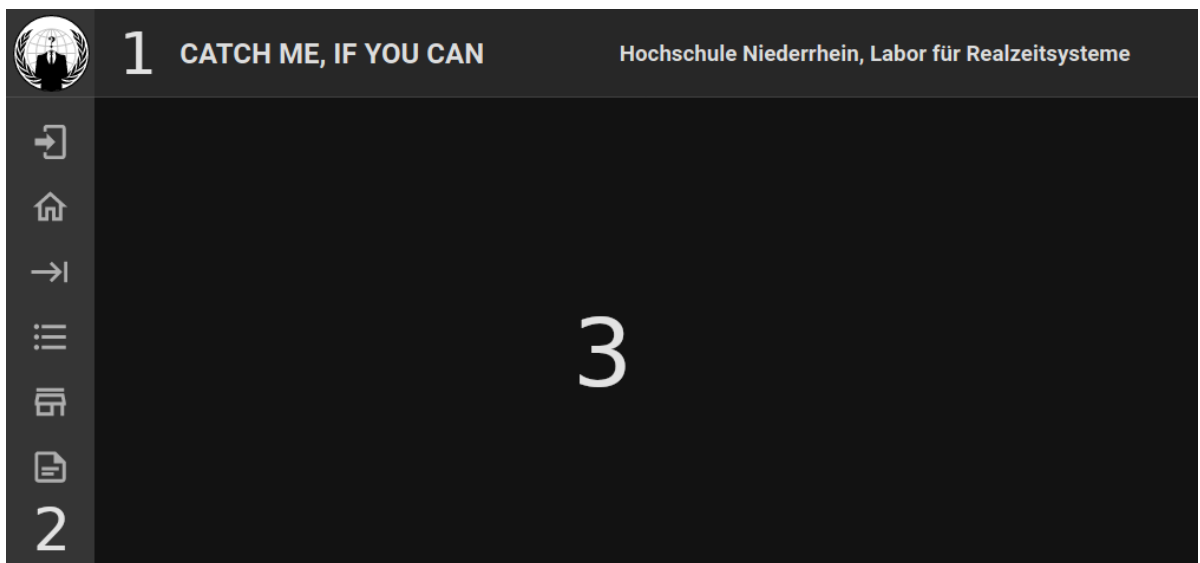 1 CATCH ME, IF YOU CAN Hochschule Niederrhein, Labor für Realzeitsysteme
3
2